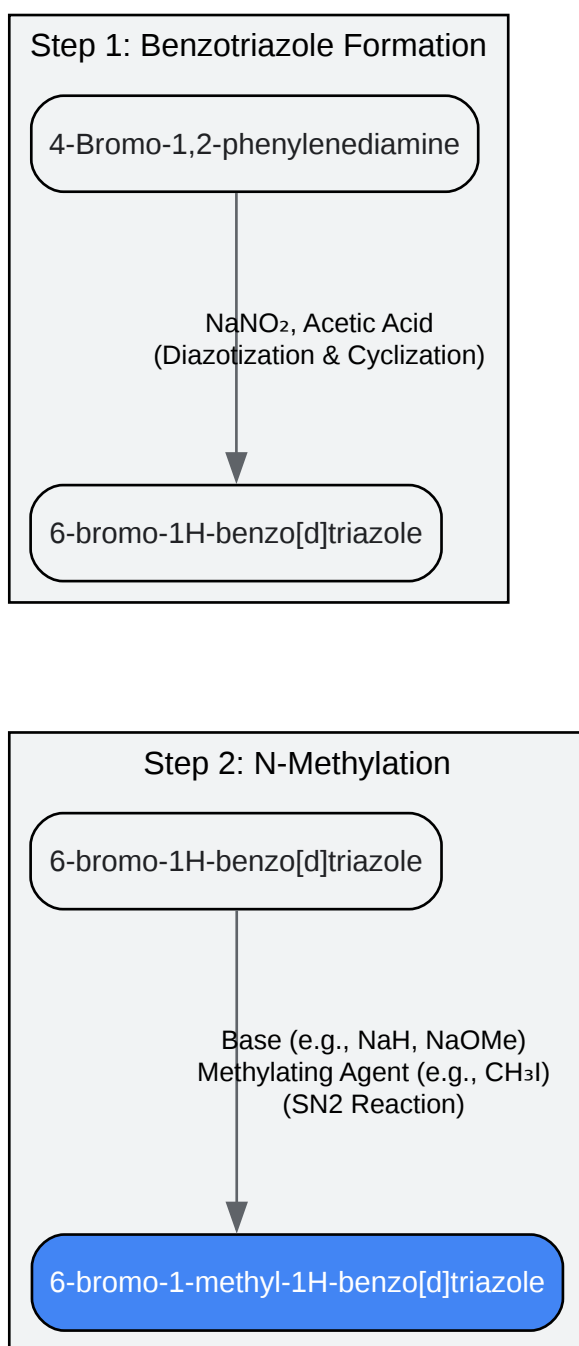 Step 1: Benzotriazole Formation
4-Bromo-1,2-phenylenediamine
NaNO₂, Acetic Acid
(Diazotization & Cyclization)
6-bromo-1H-benzo[d]triazole
Step 2: N-Methylation
6-bromo-1H-benzo[d]triazole
Base (e.g., NaH, NaOMe)
Methylating Agent (e.g., CH₃I)
(SN2 Reaction)
6-bromo-1-methyl-1H-benzo[d]triazole